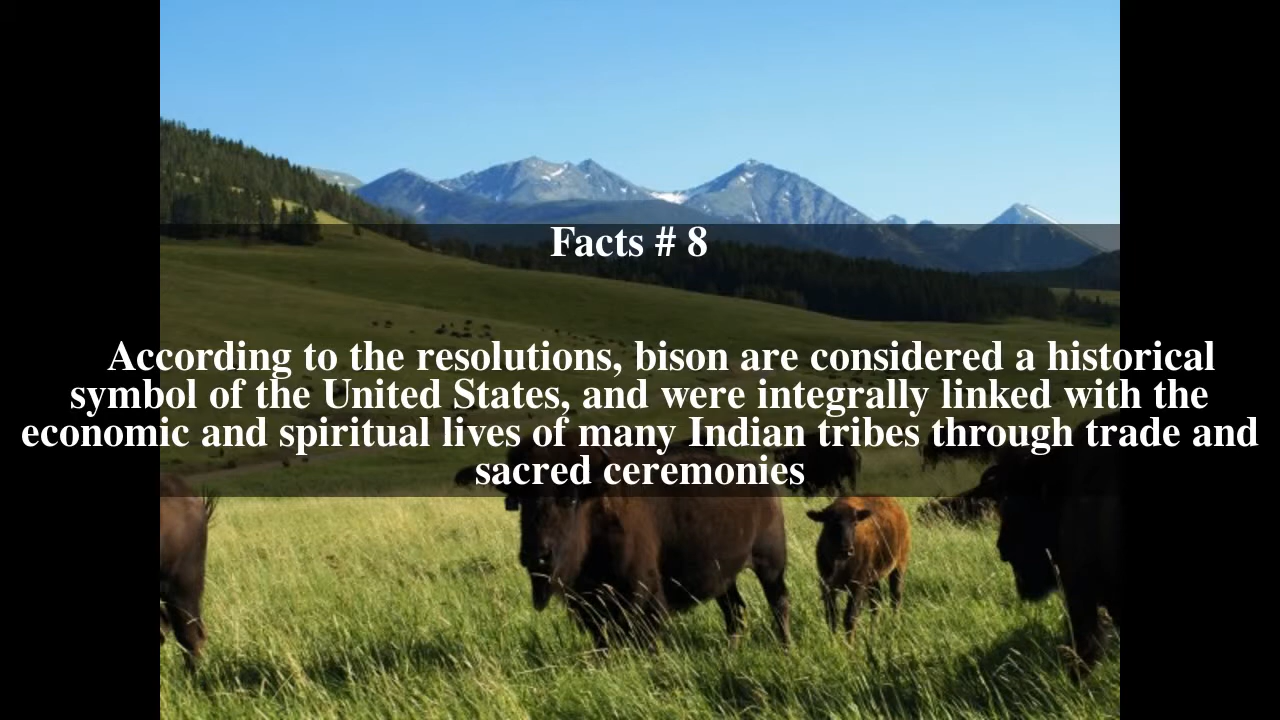 Facts # 8
According to the resolutions, bison are considered a historical
symbol of the United States, and were integrally linked with the
economic and spiritual lives of many Indian tribes through trade and
sacred ceremonies